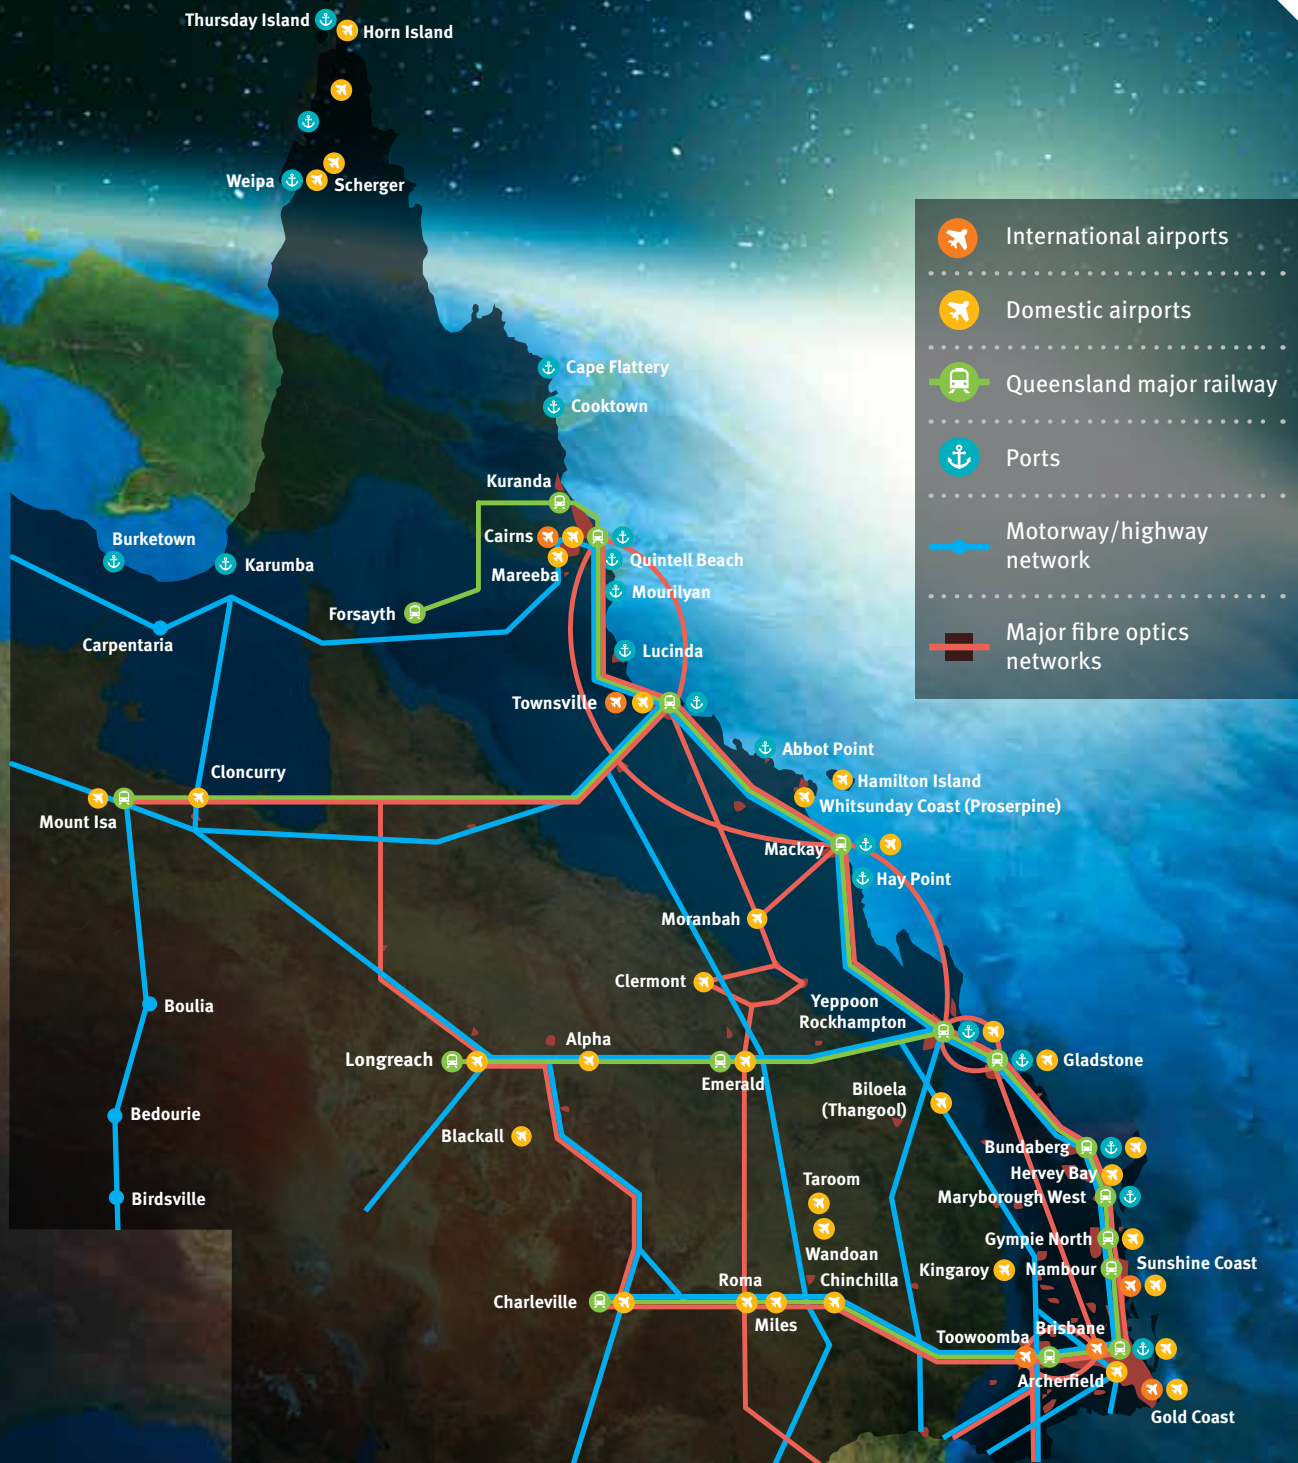 Thursday Island
Horn Island
Weipa
Scherger
International airports
Domestic airports
Queensland major railway
Ports
Motorway/highway
network
Major fibre optics
networks
Cape Flattery
Cooktown
Kuranda
Cairns
Burketown
Karumba
Quintell Beach
Mareeba
Mourilyan
Forsayth
Carpentaria
Lucinda
Townsville
Abbot Point
Cloncurry
Hamilton Island
Whitsunday Coast (Proserpine)
Mount Isa
Mackay
Hay Point
Moranbah
Clermont
Yeppoon
Rockhampton
Boulia
Alpha
Longreach
Gladstone
Emerald
Biloela
(Thangool)
Bedourie
Blackall
Bundaberg
Hervey Bay
Taroom
Maryborough West
Birdsville
Gympie North
Wandoan
Sunshine Coast
Kingaroy
Nambour
Roma
Chinchilla
Charleville
Miles
Brisbane
Toowoomba
Archerfield
Gold Coast